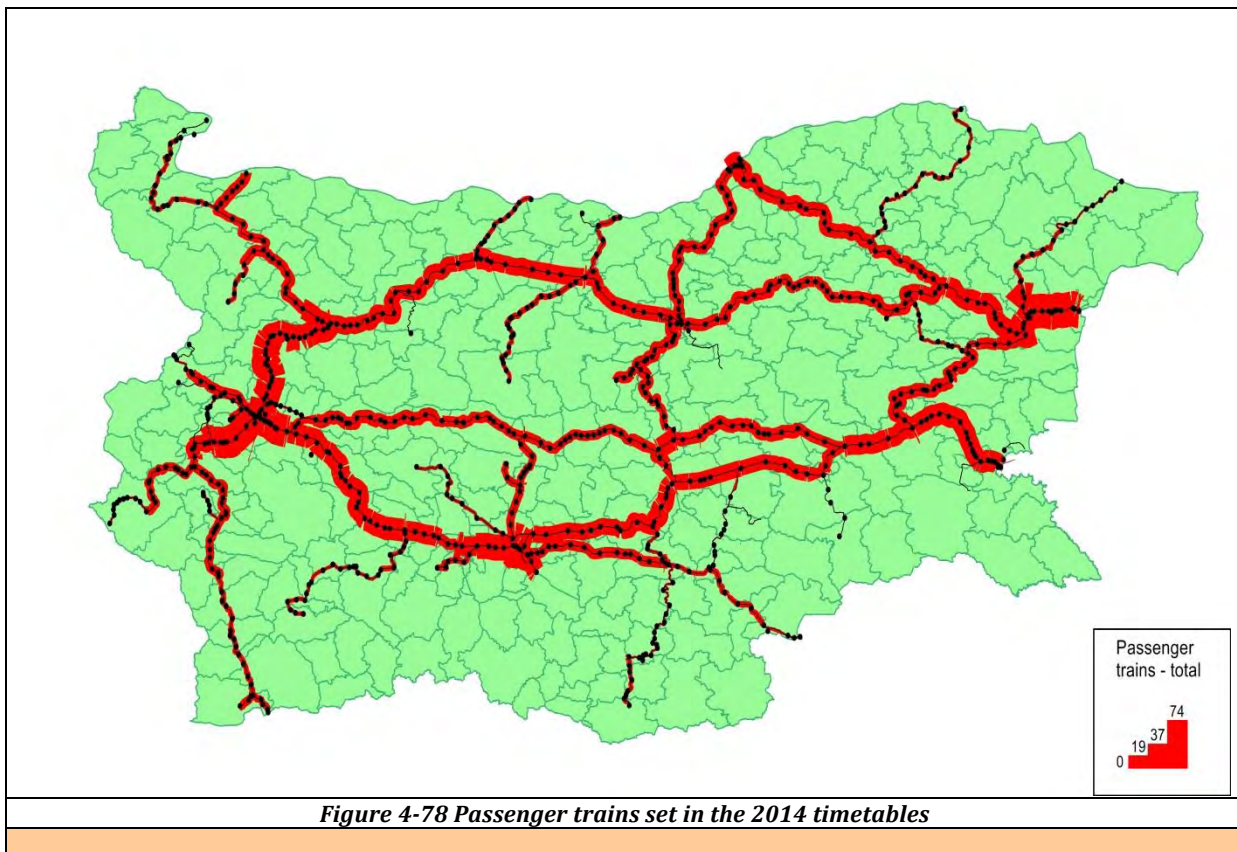 Passenger
trains - total
74
37
19
0
Figure 4-78 Passenger trains set in the 2014 timetables